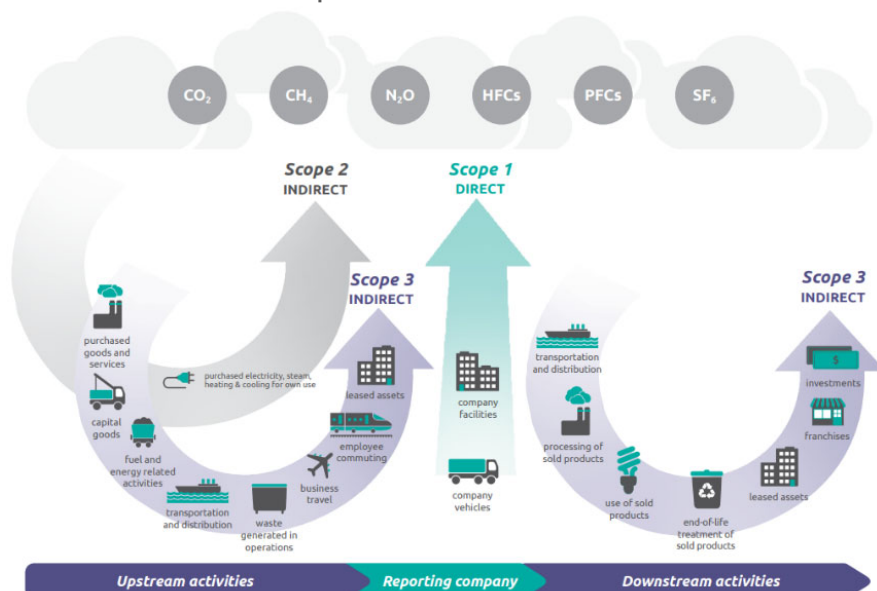 CO₂
CH₄
N₂O
HFCs
PFCs
SF₆
Scope 2
INDIRECT
Scope 1
DIRECT
Scope 3
INDIRECT
Scope 3
INDIRECT
purchased
goods and
services
capital
goods
fuel and
energy related
activities
transportation
and distribution
waste
generated in
operations
business
travel
employee
commuting
leased assets
purchased electricity, steam,
heating & cooling for own use
company
facilities
company
vehicles
transportation
and distribution
processing of
sold products
use of sold
products
end-of-life
treatment of
sold products
leased assets
franchises
investments
$
Upstream activities
Reporting company
Downstream activities